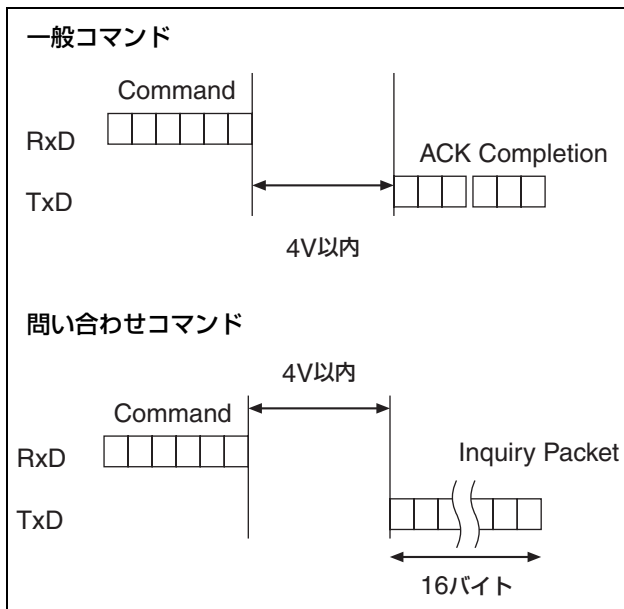 一般コマンド
Command
RxD
ACK Completion
TxD
4V以内
問い合わせコマンド
4V以内
Command
RxD
Inquiry Packet
TxD
16バイト